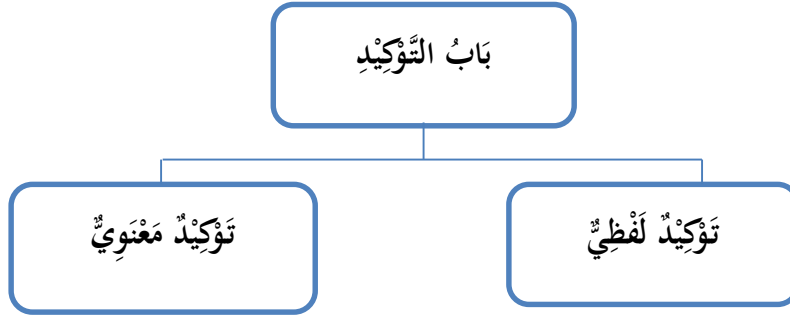 بَابُ التَّوْكِيْدِ
تَوْكِيْدٌ لَفْظِيٌّ
تَوْكِيْدٌ مَعْنَوِيٌّ